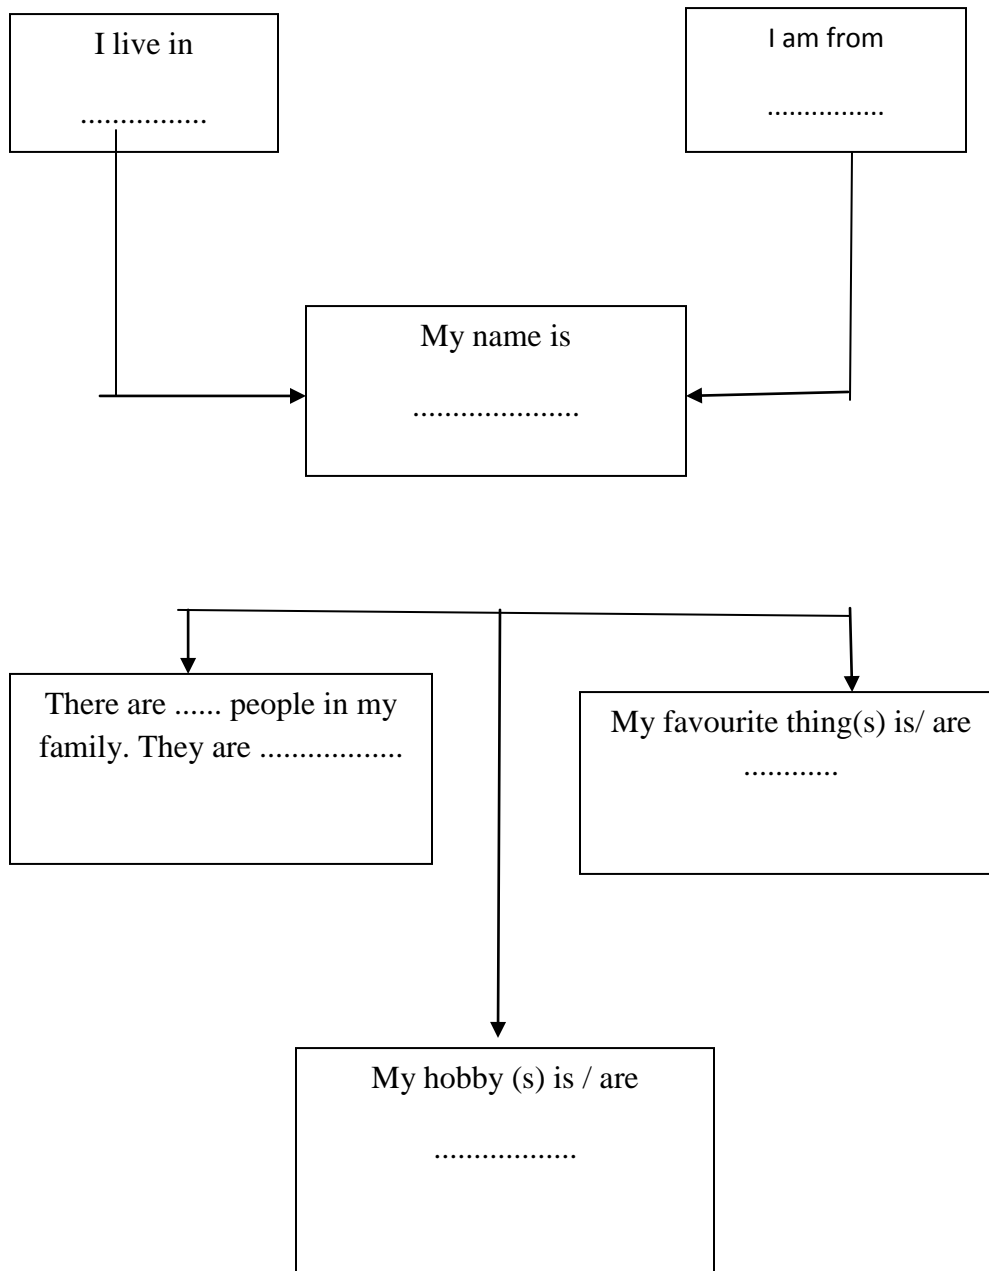 I live in
................
I am from
................
My name is
.....................
There are ...... people in my
family. They are ..................
My favourite thing(s) is/ are
............
My hobby (s) is / are
..................